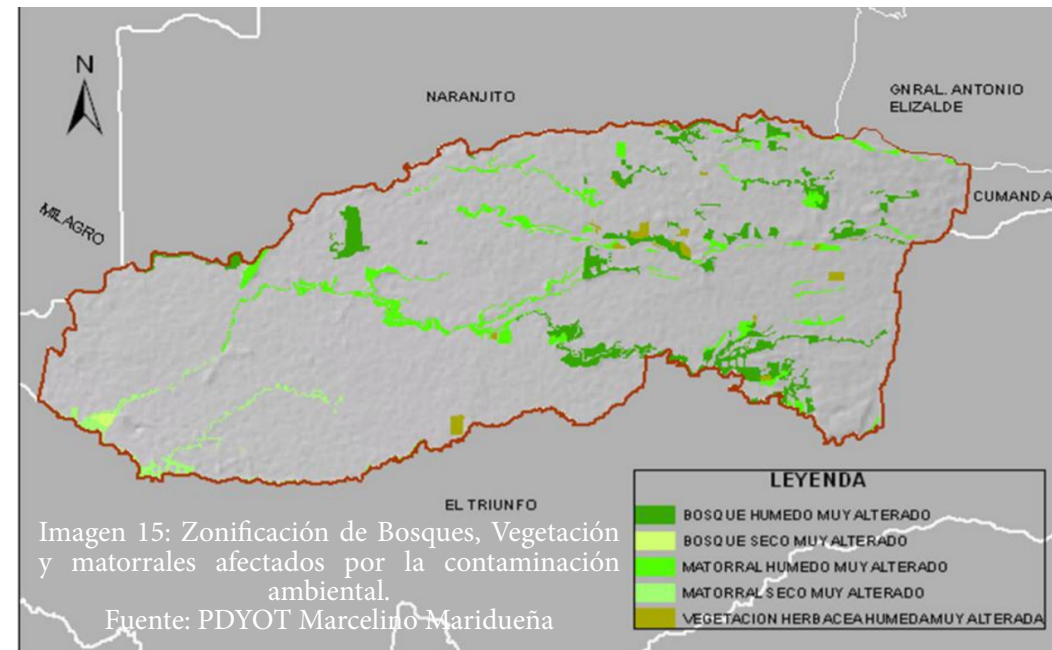 N
NARANJITO
GNRAL. ANTONIO
ELIZALDE
MILAGRO
CUMANDA
EL TRIUNFO
LEYENDA
BOSQUE HUMEDO MUY ALTERADO
BOSQUE SECO MUY ALTERADO
MATORRAL HUMEDO MUY ALTERADO
MATORRAL SECO MUY ALTERADO
VEGETACION HERBACEA HUMEDA MUY ALTERADA
Imagen 15: Zonificación de Bosques, Vegetación
y matorrales afectados por la contaminación
ambiental.
Fuente: PDYOT Marcelino Maridueña